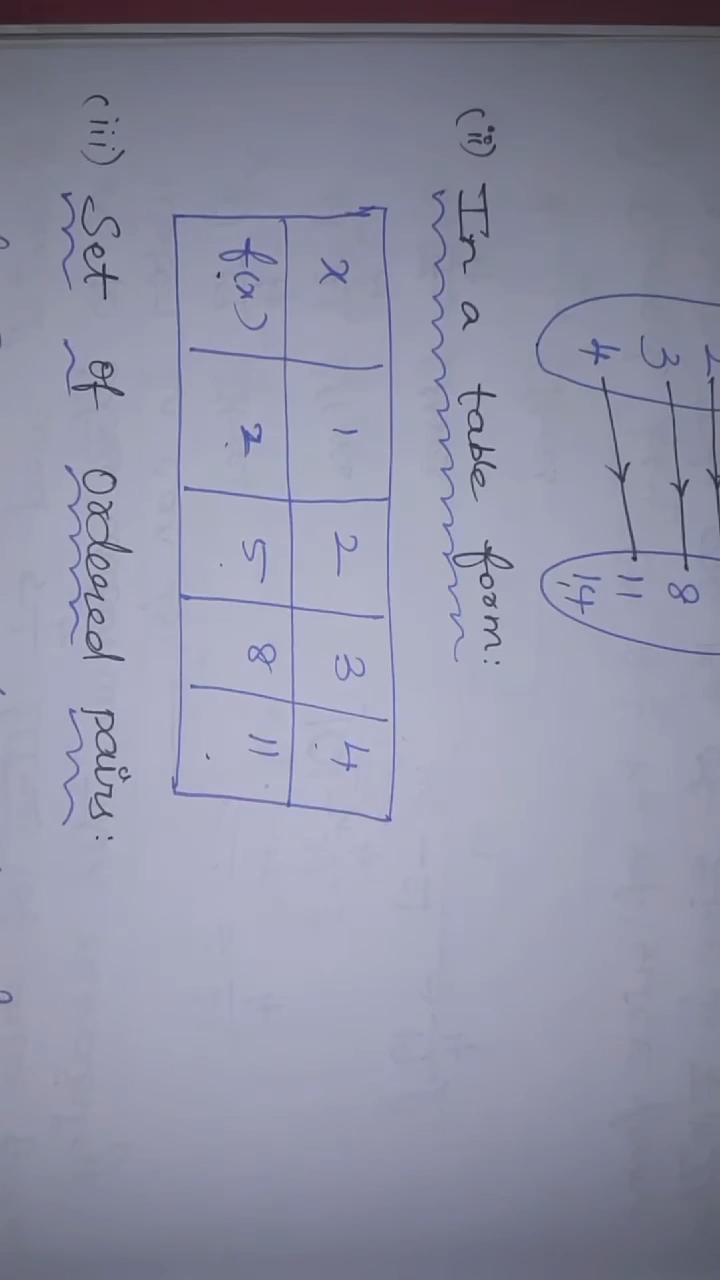 2
3 8
4 11
14
(ii) In a table form:
x 1 2 3 4
f(x) 2 5 8 11
(iii) Set of Ordered pairs: